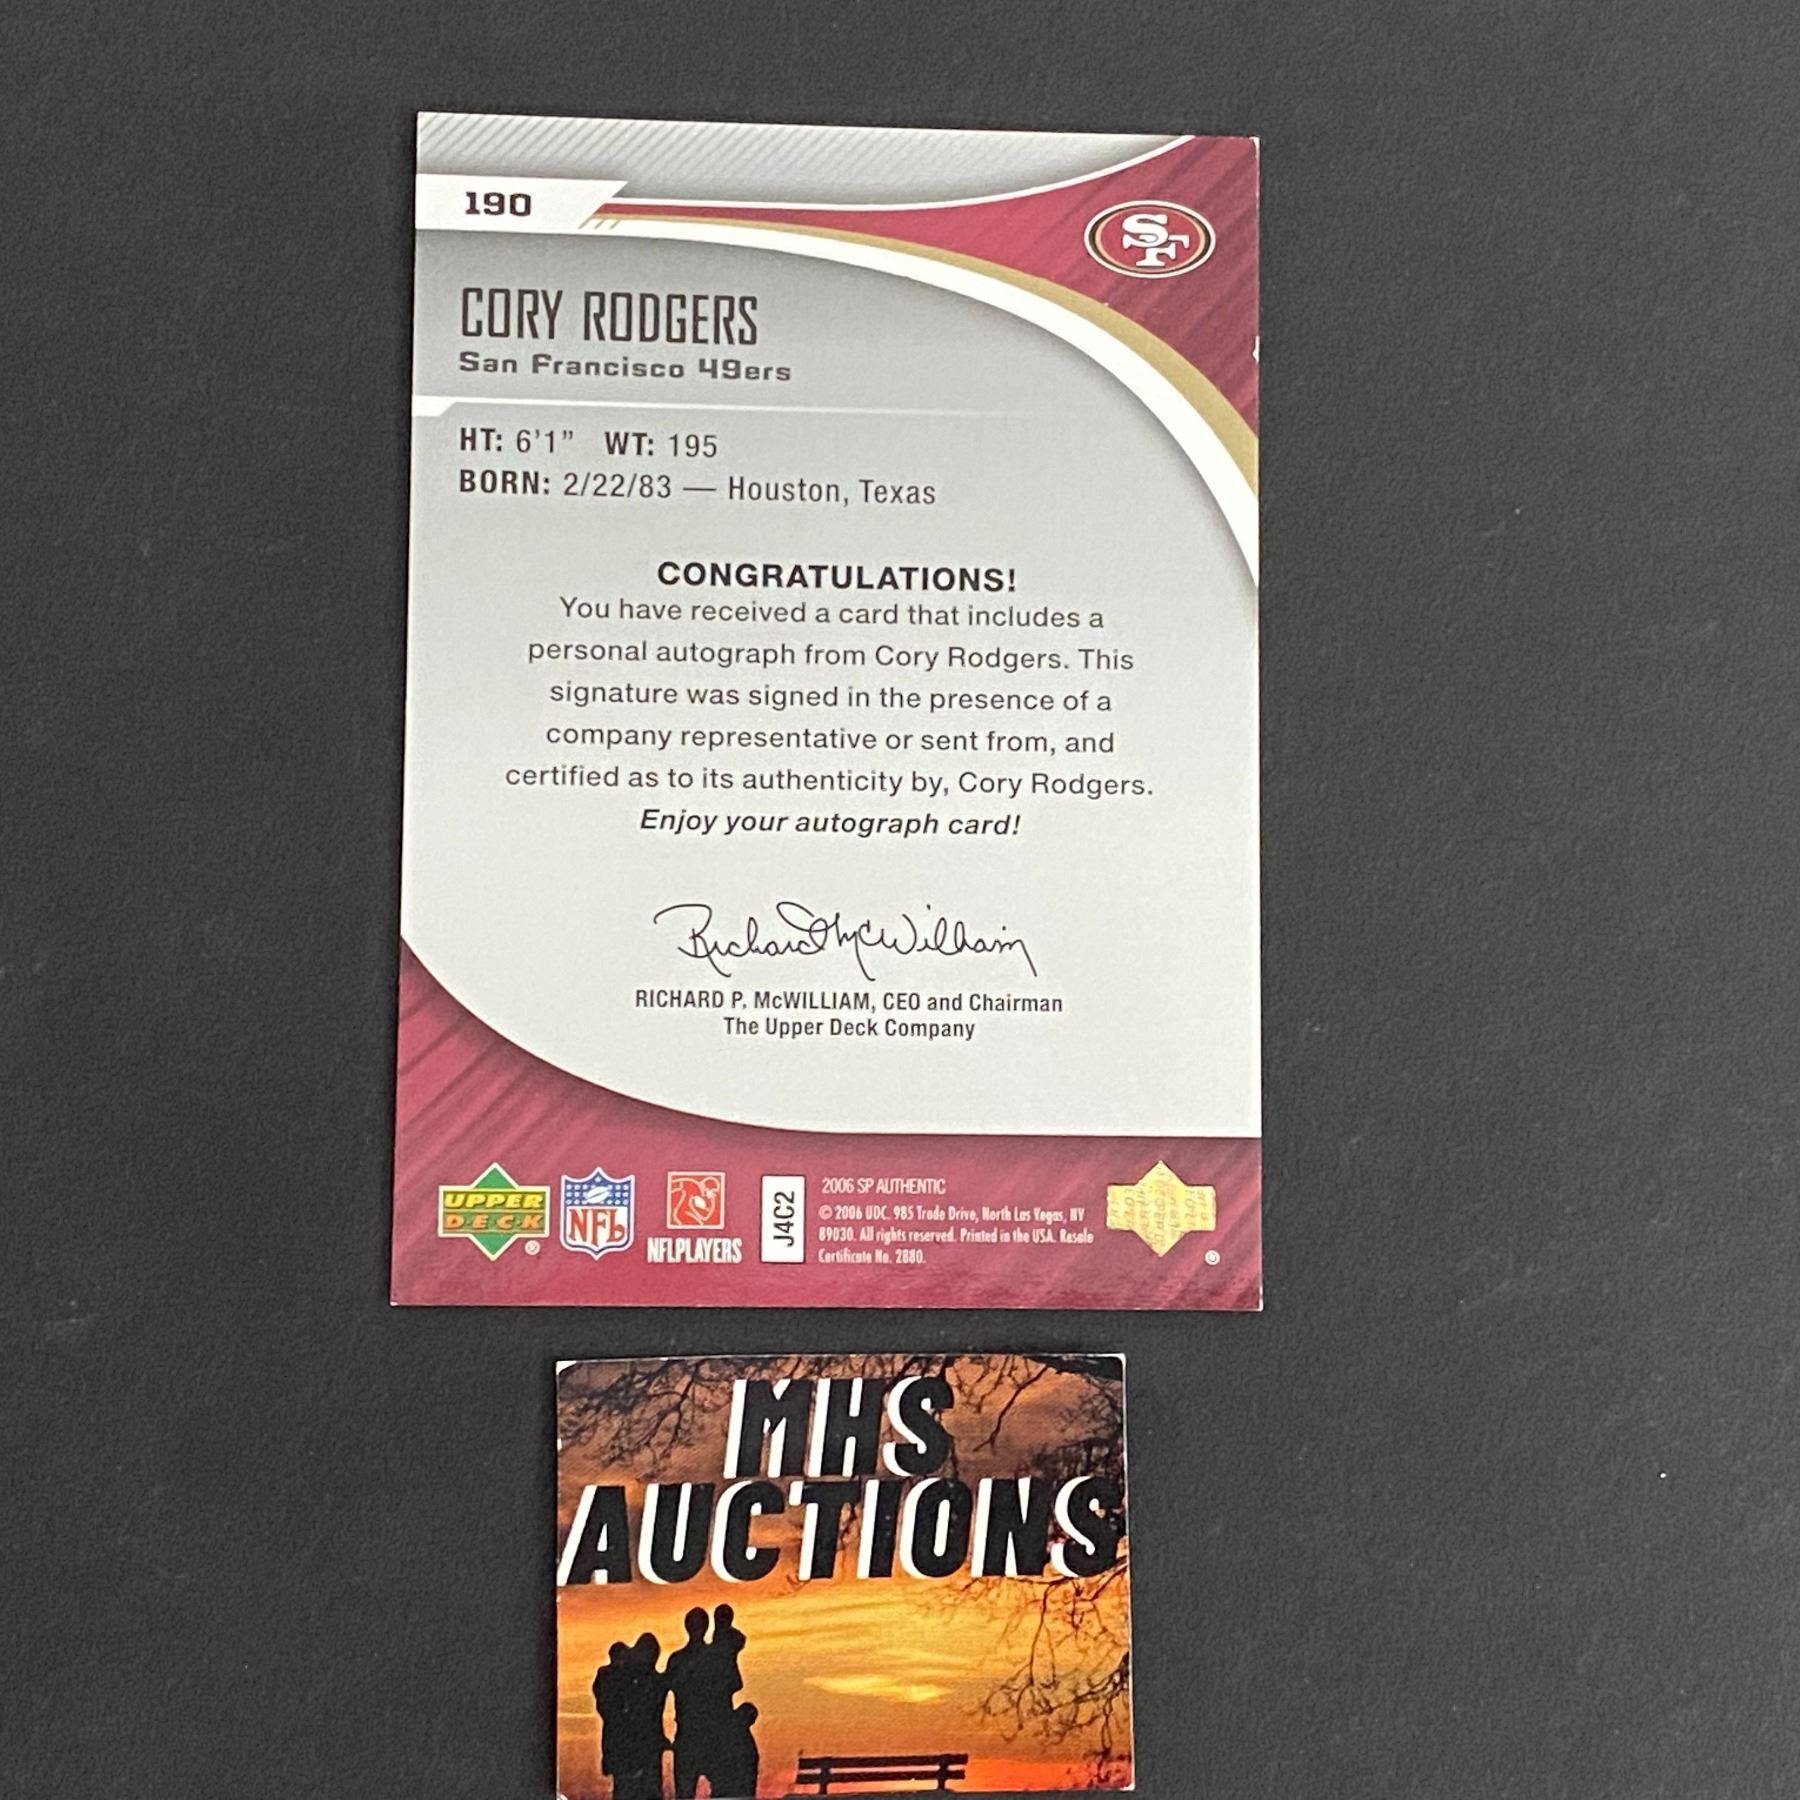 190
SF
CORY RODGERS
San Francisco 49ers
HT: 6'1" WT: 195
BORN: 2/22/83 — Houston, Texas
CONGRATULATIONS!
You have received a card that includes a
personal autograph from Cory Rodgers. This
signature was signed in the presence of a
company representative or sent from, and
certified as to its authenticity by, Cory Rodgers.
Enjoy your autograph card!
Richard McWilliam
RICHARD P. McWILLIAM, CEO and Chairman
The Upper Deck Company
UPPER
DECK
®
NFL
NFLPLAYERS
J4C2
2006 SP AUTHENTIC
© 2006 UDC. 985 Trade Drive, North Las Vegas, NV
89030. All rights reserved. Printed in the USA. Resale
Certificate No. 2880.
®
MHS
AUCTIONS